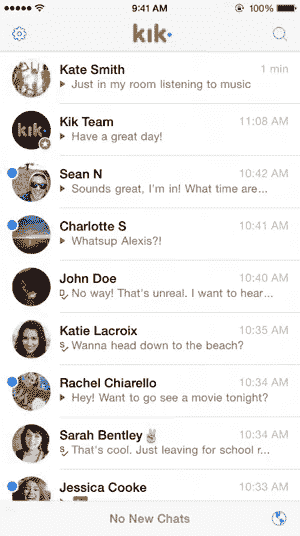 9:41 AM 100%
kik.
Kate Smith 1 min
Just in my room listening to music
kik.
Kik Team 11:08 AM
Have a great day!
Sean N 10:42 AM
Sounds great, I'm in! What time are...
Charlotte S 10:41 AM
Whatsup Alexis?!
John Doe 10:40 AM
D No way! That's unreal. I want to hear...
Katie Lacroix 10:35 AM
S Wanna head down to the beach?
Rachel Chiarello 10:34 AM
Hey! Want to go see a movie tonight?
Sarah Bentley✌ 10:34 AM
S That's cool. Just leaving for school r...
Jessica Cooke 10:33 AM
No New Chats